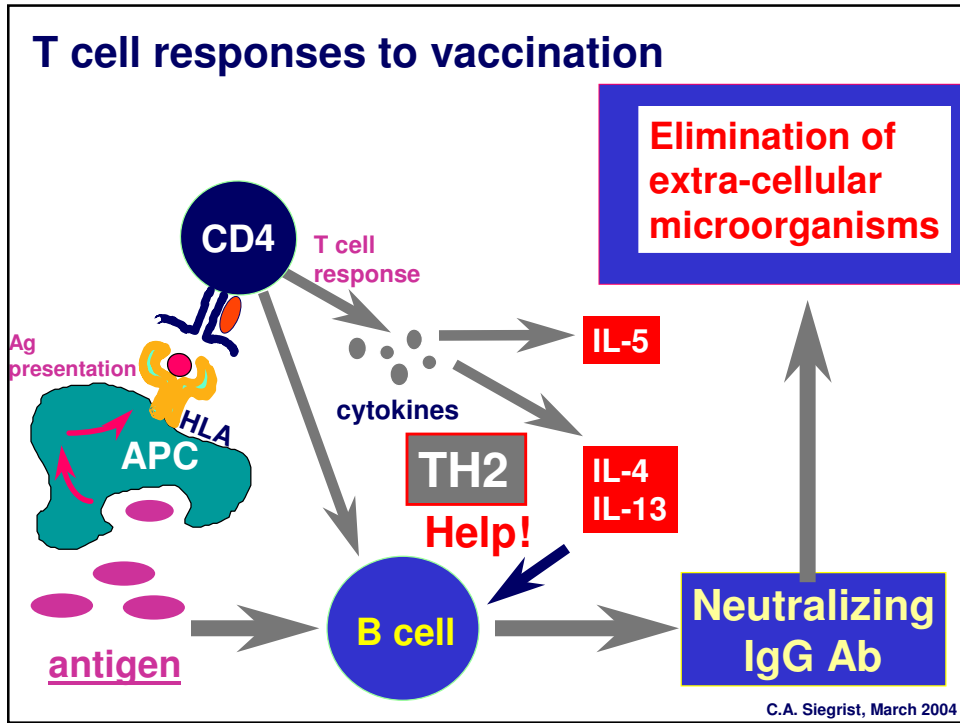 T cell responses to vaccination
Elimination of
extra-cellular
microorganisms
CD4
T cell
response
Ag
presentation
HLA
APC
cytokines
IL-5
TH2
IL-4
IL-13
Help!
B cell
Neutralizing
IgG Ab
antigen
C.A. Siegrist, March 2004